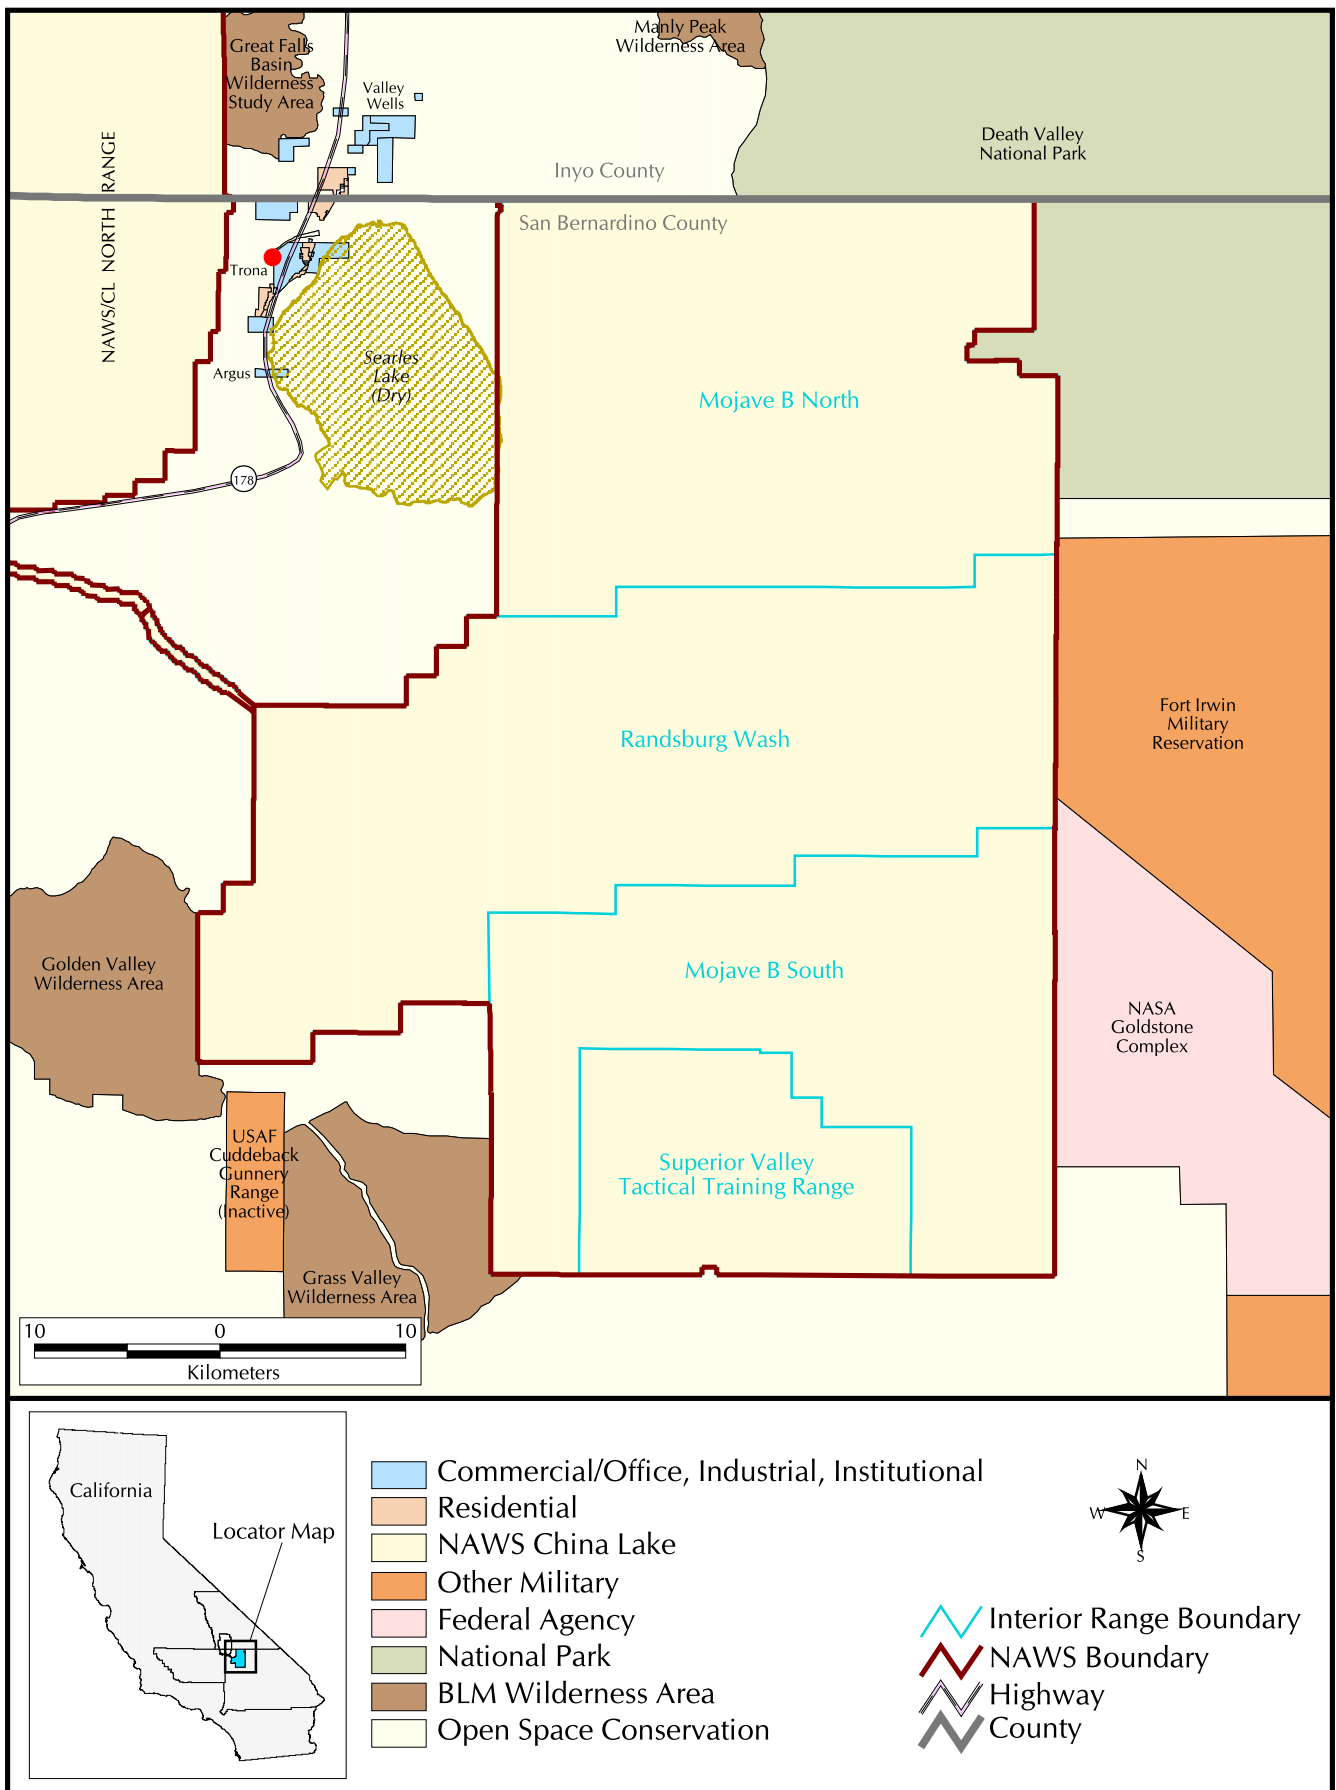 Great Falls
Basin
Wilderness
Study Area
Manly Peak
Wilderness Area
Valley
Wells
Death Valley
National Park
NAWS/CL NORTH RANGE
Inyo County
San Bernardino County
Trona
Searles
Lake
(Dry)
Argus
Mojave B North
178
Randsburg Wash
Fort Irwin
Military
Reservation
Golden Valley
Wilderness Area
Mojave B South
NASA
Goldstone
Complex
USAF
Cuddeback
Gunnery
Range
(Inactive)
Superior Valley
Tactical Training Range
Grass Valley
Wilderness Area
10 0 10
Kilometers
California
Locator Map
Commercial/Office, Industrial, Institutional
Residential
NAWS China Lake
Other Military
Federal Agency
National Park
BLM Wilderness Area
Open Space Conservation
N
W E
S
Interior Range Boundary
NAWS Boundary
Highway
County